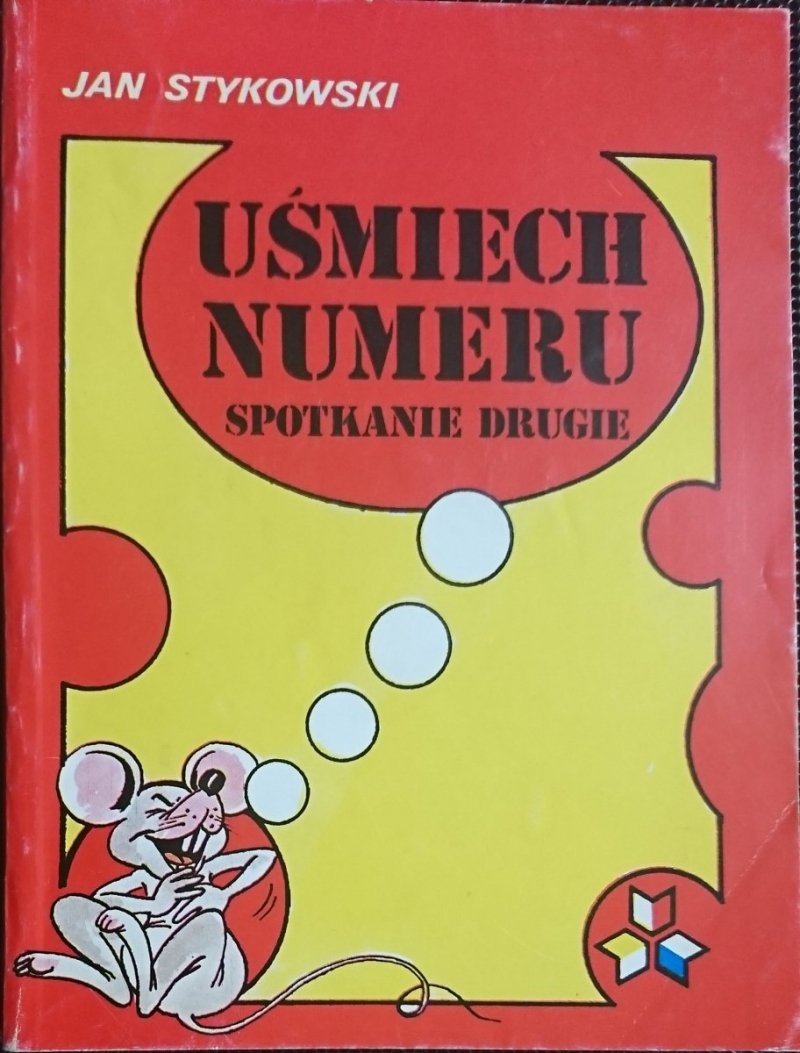 JAN STYKOWSKI
UŚMIECH
NUMERU
SPOTKANIE DRUGIE